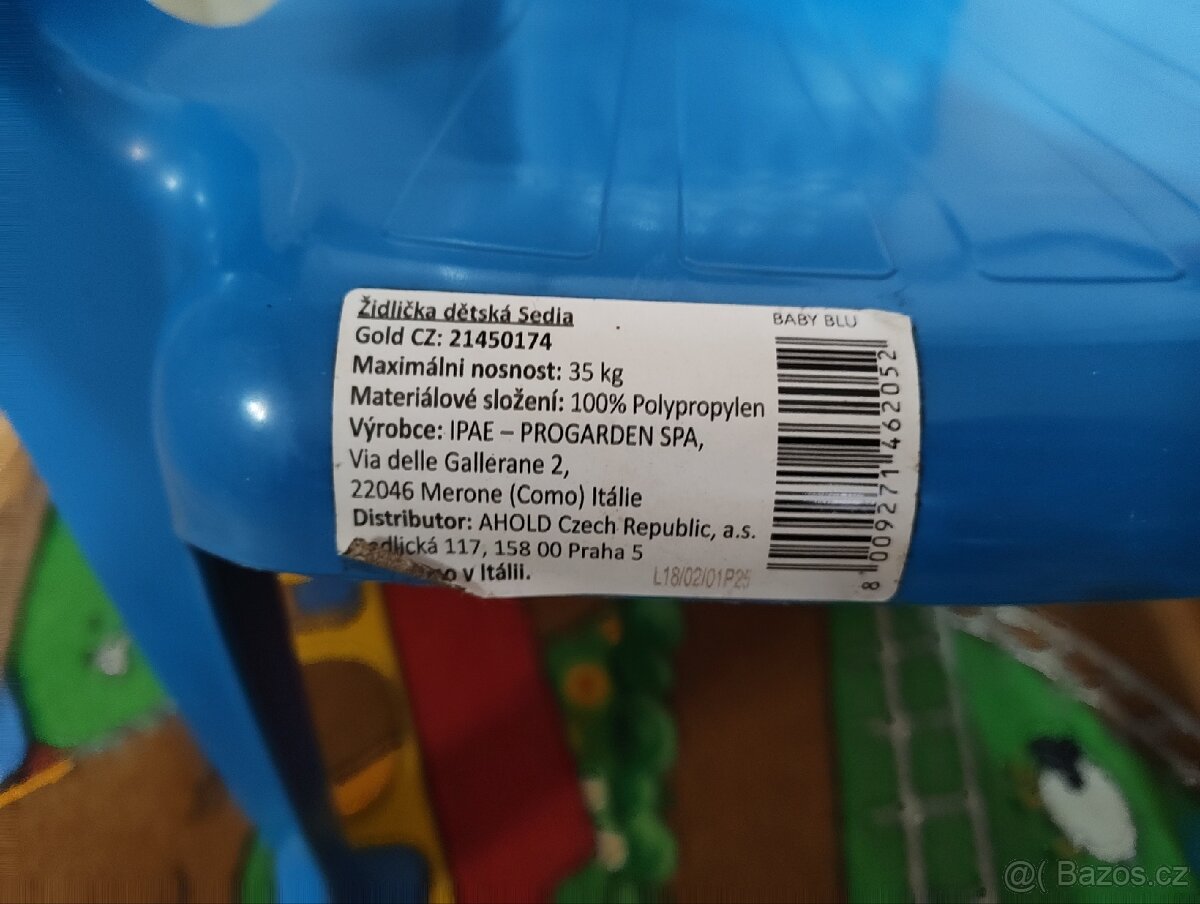 Židlička dětská Sedia
Gold CZ: 21450174
Maximálni nosnost: 35 kg
Materiálové složení: 100% Polypropylen
Výrobce: IPAE – PROGARDEN SPA,
Via delle Gallerane 2,
22046 Merone (Como) Itálie
Distributor: AHOLD Czech Republic, a.s.
117, 158 00 Praha 5
v Itálii.
BABY BLU
8 009271 462052
L18/02/01P25
@( Bazos.cz